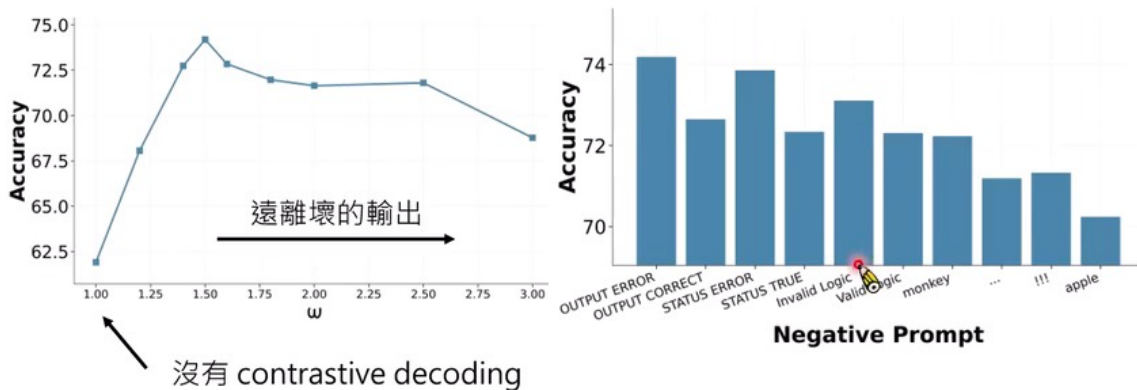 75.0
72.5
70.0
67.5
65.0
62.5
Accuracy
1.00 1.25 1.50 1.75 2.00 2.25 2.50 2.75 3.00
ω
遠離壞的輸出
沒有 contrastive decoding
74
72
70
Accuracy
OUTPUT ERROR
OUTPUT CORRECT
STATUS ERROR
STATUS TRUE
Invalid Logic
Valid Logic
monkey
...
!!!
apple
Negative Prompt